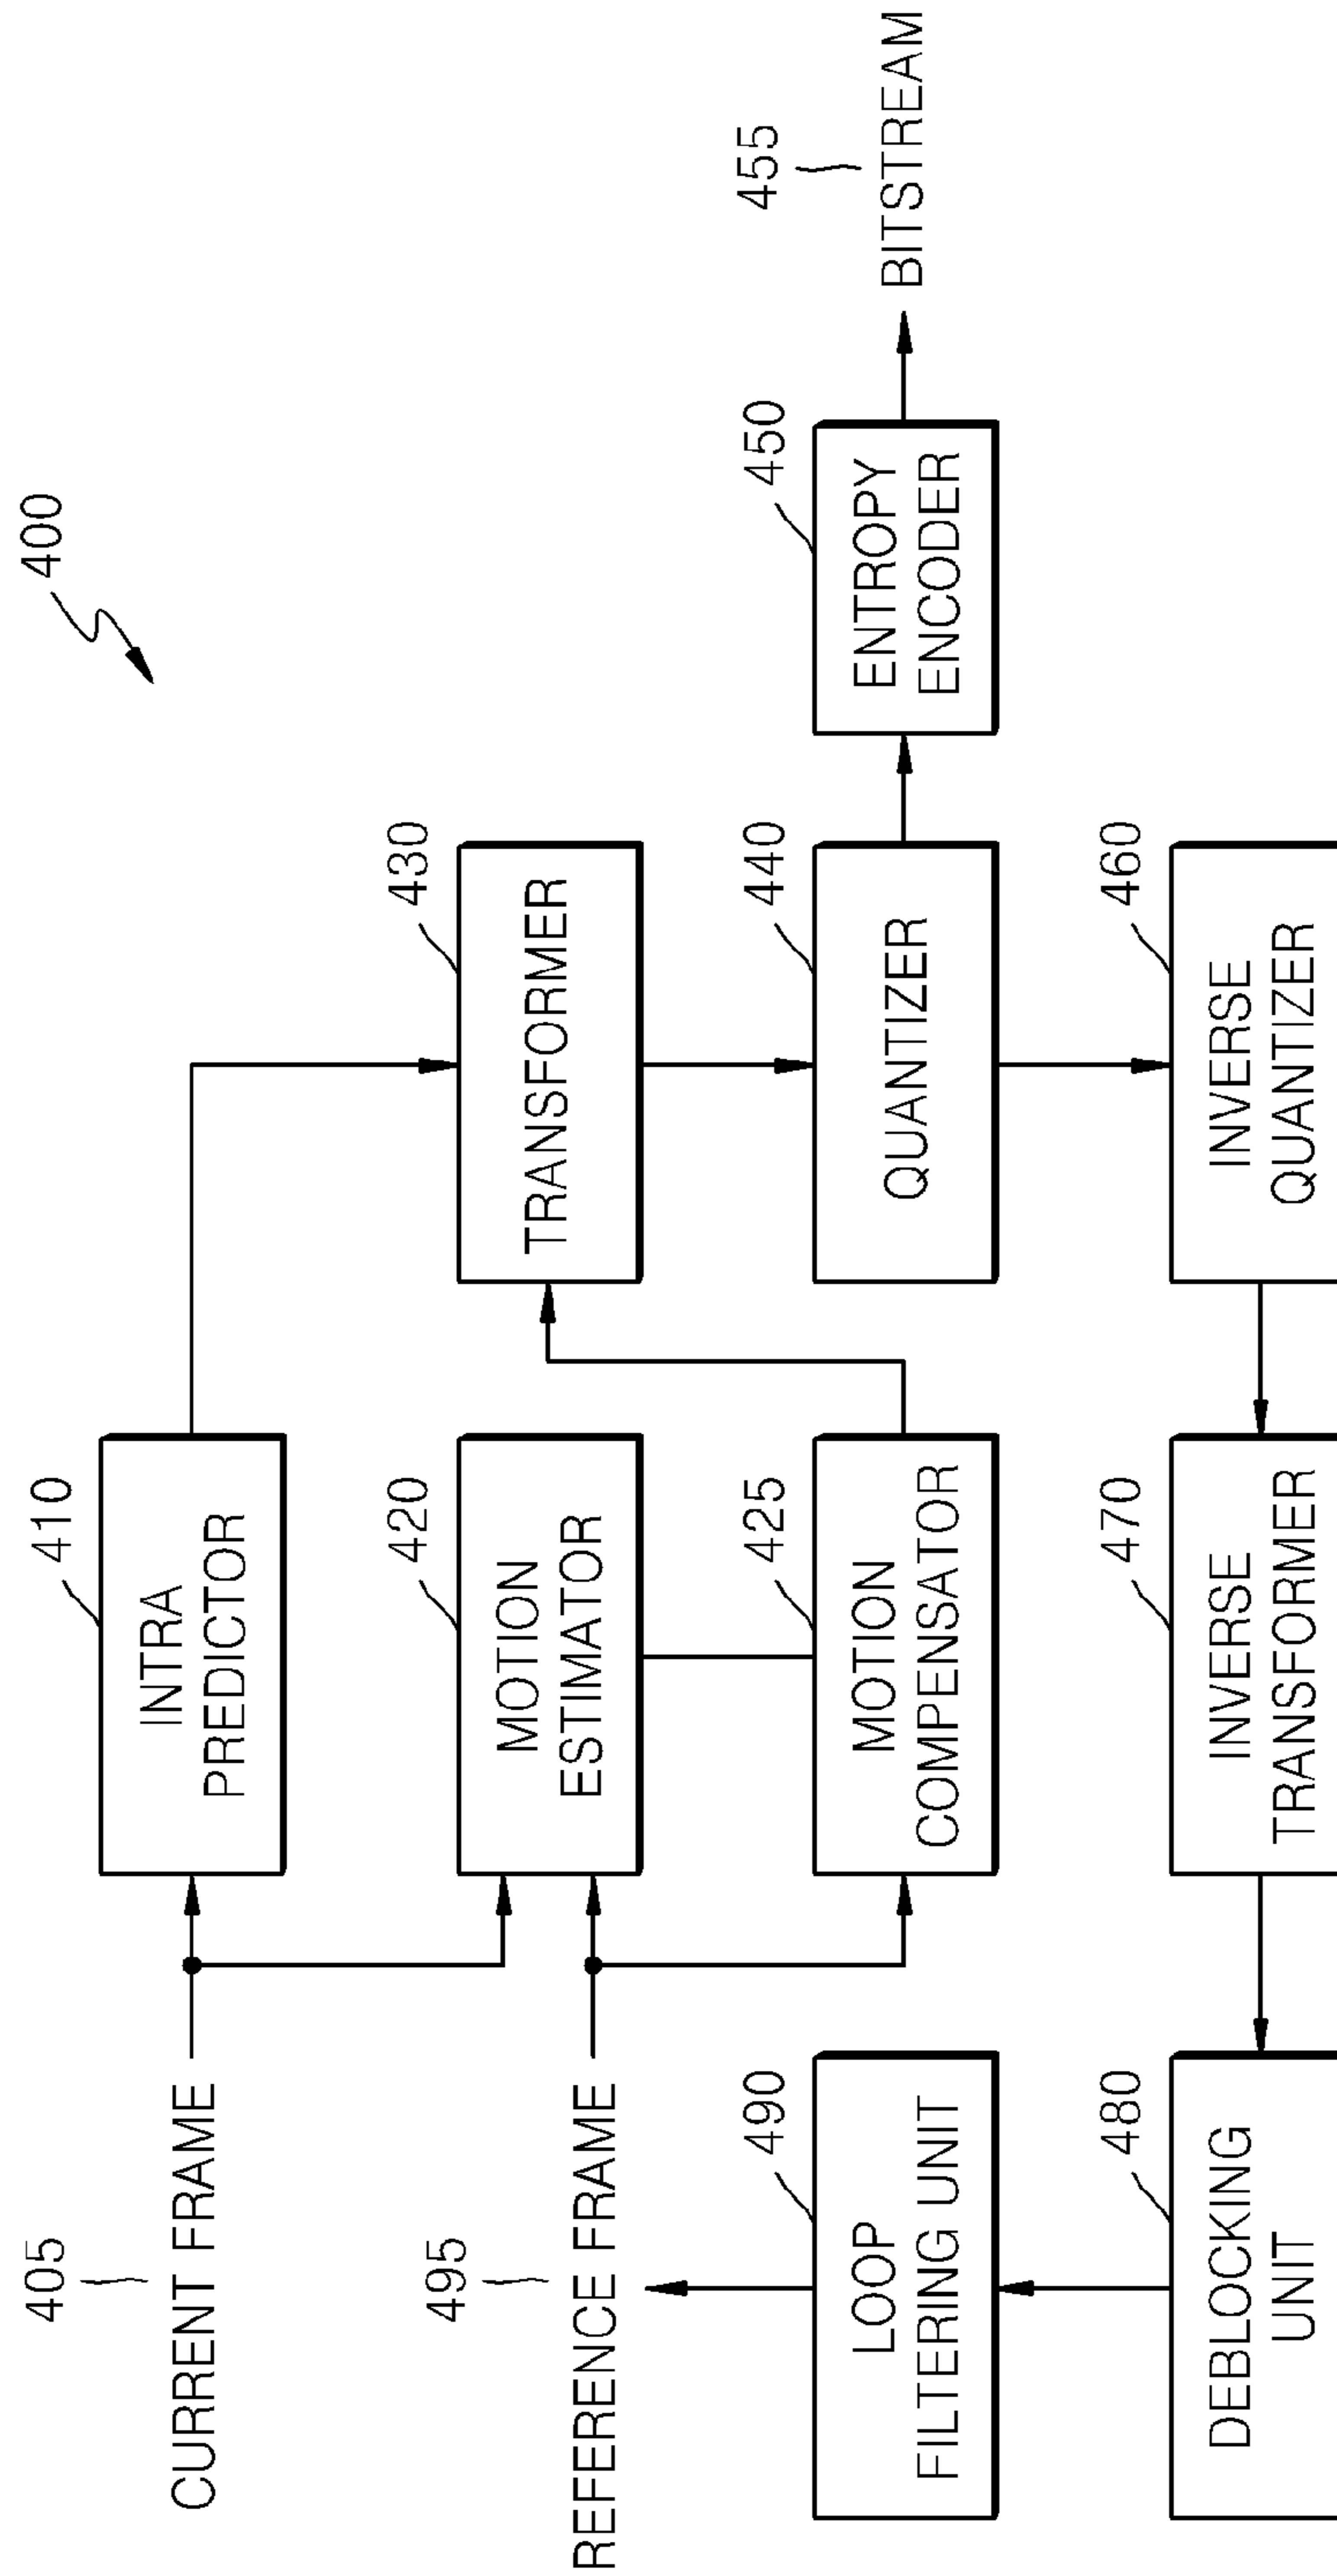 400
405
CURRENT FRAME
410
INTRA
PREDICTOR
495
REFERENCE FRAME
420
MOTION
ESTIMATOR
430
TRANSFORMER
490
LOOP
FILTERING UNIT
425
MOTION
COMPENSATOR
440
QUANTIZER
450
ENTROPY
ENCODER
455
BITSTREAM
480
DEBLOCKING
UNIT
470
INVERSE
TRANSFORMER
460
INVERSE
QUANTIZER